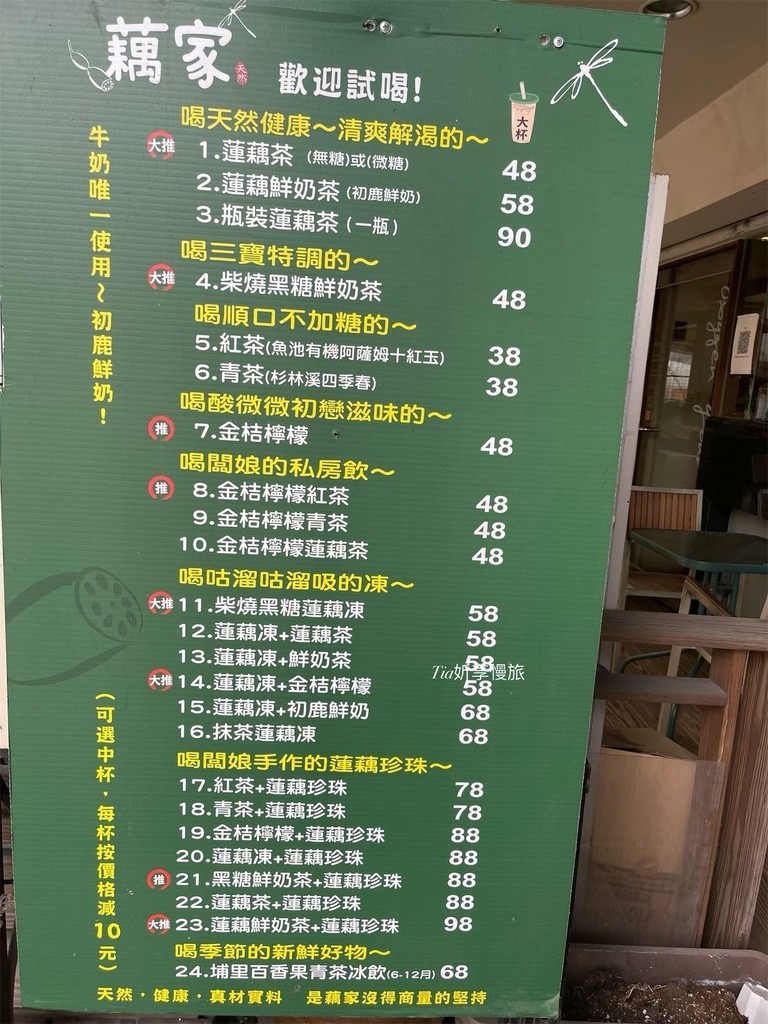 藕家
天然
歡迎試喝!
大杯
牛奶唯一使用~初鹿鮮奶!
喝天然健康~清爽解渴的~
大推 1.蓮藕茶 (無糖)或(微糖) 48
2.蓮藕鮮奶茶 (初鹿鮮奶) 58
3.瓶裝蓮藕茶 (一瓶) 90
喝三寶特調的~
大推 4.柴燒黑糖鮮奶茶 48
喝順口不加糖的~
5.紅茶(魚池有機阿薩姆十紅玉) 38
6.青茶(杉林溪四季春) 38
喝酸微微初戀滋味的~
推 7.金桔檸檬 48
喝闆娘的私房飲~
推 8.金桔檸檬紅茶 48
9.金桔檸檬青茶 48
10.金桔檸檬蓮藕茶 48
喝咕溜咕溜吸的凍~
大推 11.柴燒黑糖蓮藕凍 58
12.蓮藕凍+蓮藕茶 58
13.蓮藕凍+鮮奶茶 58
大推 14.蓮藕凍+金桔檸檬 58
15.蓮藕凍+初鹿鮮奶 68
16.抹茶蓮藕凍 68
喝闆娘手作的蓮藕珍珠~
17.紅茶+蓮藕珍珠 78
18.青茶+蓮藕珍珠 78
19.金桔檸檬+蓮藕珍珠 88
20.蓮藕凍+蓮藕珍珠 88
推 21.黑糖鮮奶茶+蓮藕珍珠 88
22.蓮藕茶+蓮藕珍珠 88
大推 23.蓮藕鮮奶茶+蓮藕珍珠 98
喝季節的新鮮好物~
24.埔里百香果青茶冰飲(6-12月) 68
(可選中杯,每杯按價格減10元)
天然,健康,真材實料 是藕家沒得商量的堅持
Tia妡享慢旅